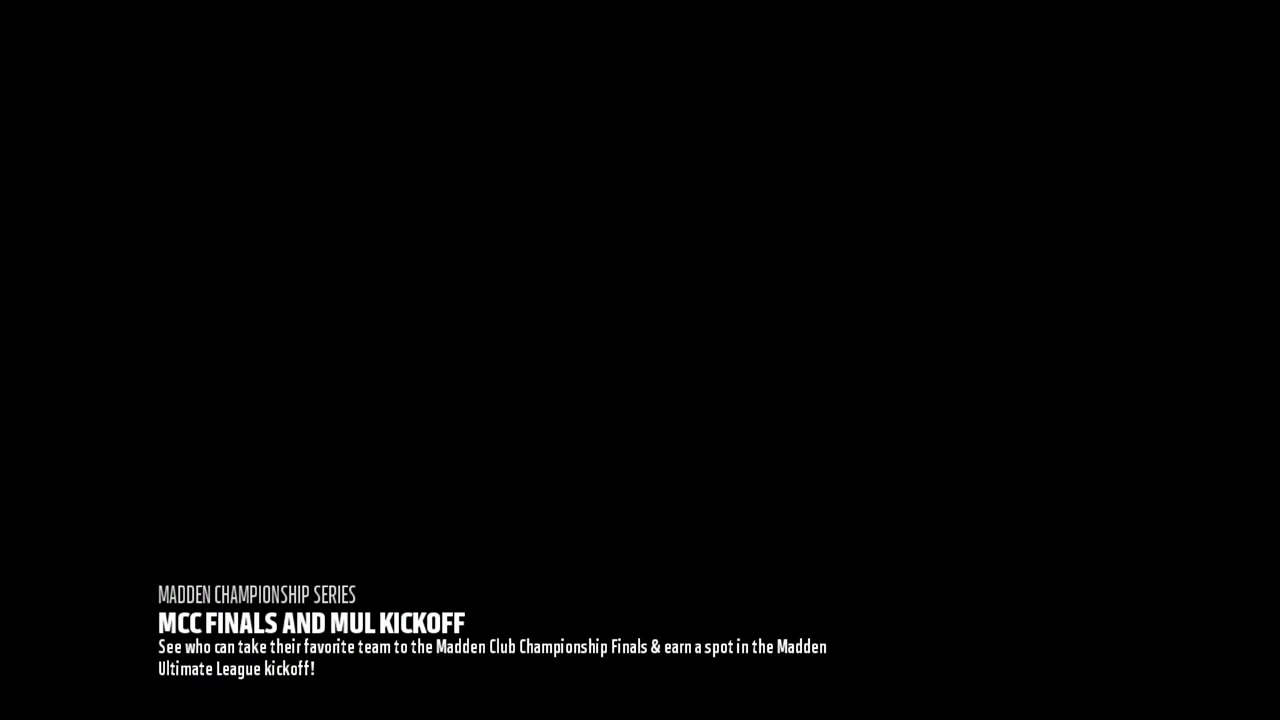 MADDEN CHAMPIONSHIP SERIES
MCC FINALS AND MUL KICKOFF
See who can take their favorite team to the Madden Club Championship Finals & earn a spot in the Madden
Ultimate League kickoff!